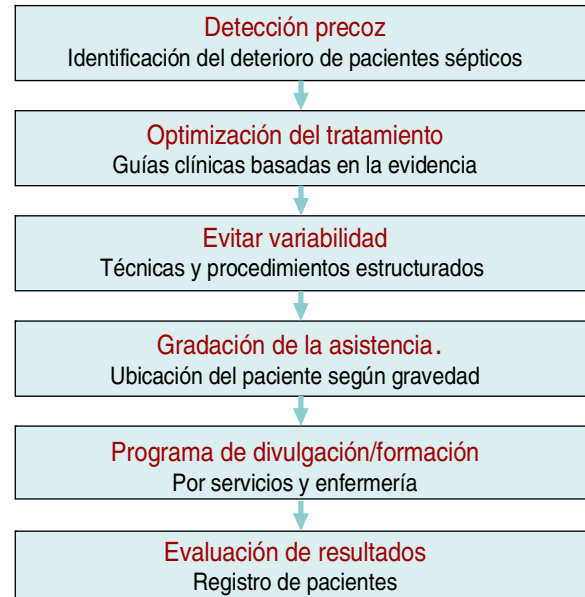 Detección precoz
Identificación del deterioro de pacientes sépticos
Optimización del tratamiento
Guías clínicas basadas en la evidencia
Evitar variabilidad
Técnicas y procedimientos estructurados
Gradación de la asistencia.
Ubicación del paciente según gravedad
Programa de divulgación/formación
Por servicios y enfermería
Evaluación de resultados
Registro de pacientes